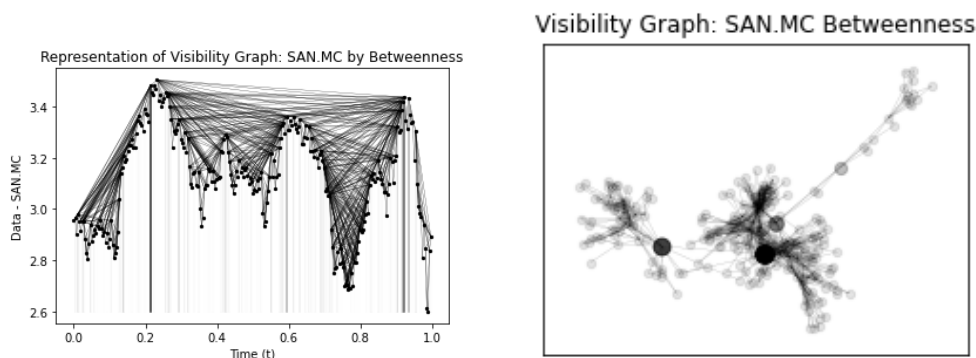 Representation of Visibility Graph: SAN.MC by Betweenness
Data - SAN.MC
3.4
3.2
3.0
2.8
2.6
0.0 0.2 0.4 0.6 0.8 1.0
Time (t)
Visibility Graph: SAN.MC Betweenness